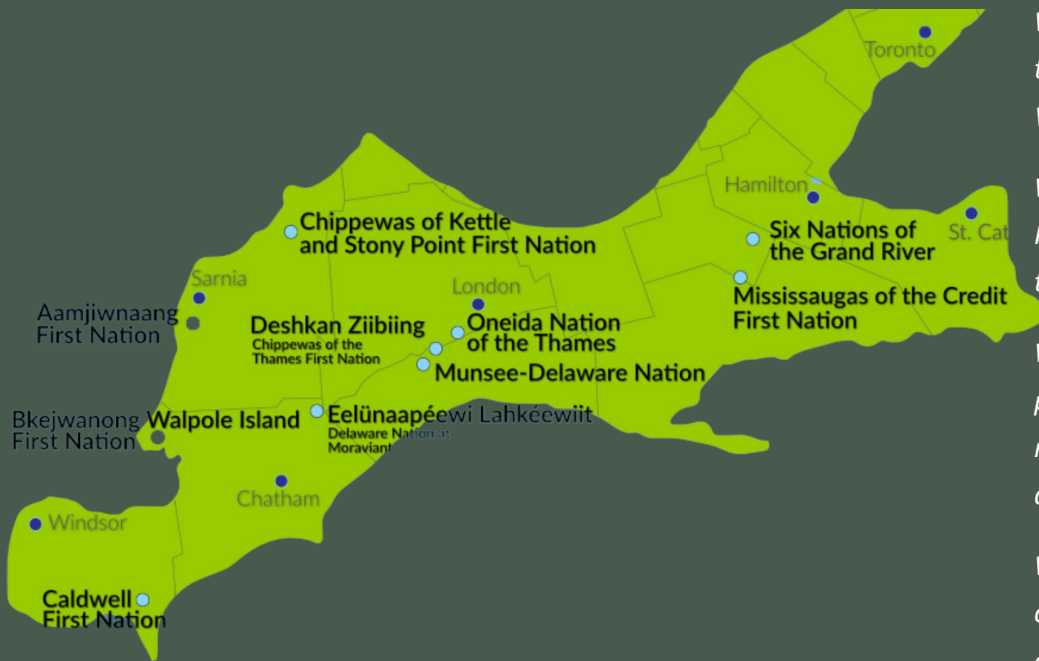 Toronto
Hamilton
St. Cat
Six Nations of
the Grand River
Mississaugas of the Credit
First Nation
Chippewas of Kettle
and Stony Point First Nation
Sarnia
Aamjiwnaang
First Nation
London
Deshkan Ziibiing
Chippewas of the
Thames First Nation
Oneida Nation
of the Thames
Munsee-Delaware Nation
Bkejwanong Walpole Island
First Nation
Eelünaapéewi Lahkéewiit
Delaware Nation at
Moraviant
Chatham
Windsor
Caldwell
First Nation